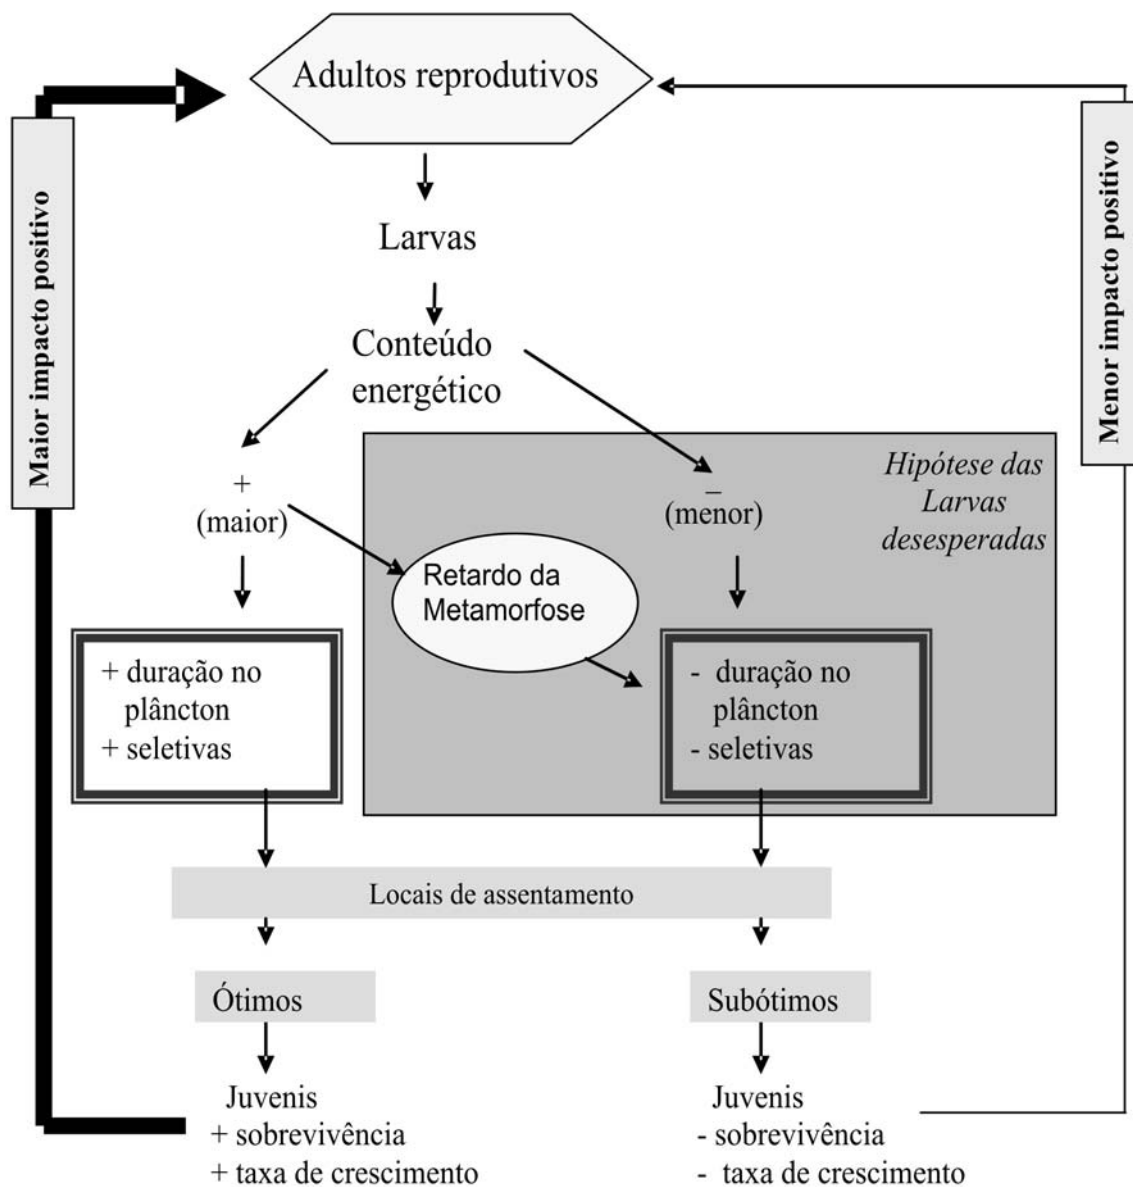 Adultos reprodutivos
Maior impacto positivo
Menor impacto positivo
Larvas
Conteúdo
energético
Hipótese das
Larvas
desesperadas
+
(maior)
–
(menor)
Retardo da
Metamorfose
+ duração no
plâncton
+ seletivas
- duração no
plâncton
- seletivas
Locais de assentamento
Ótimos
Subótimos
Juvenis
+ sobrevivência
+ taxa de crescimento
Juvenis
- sobrevivência
- taxa de crescimento